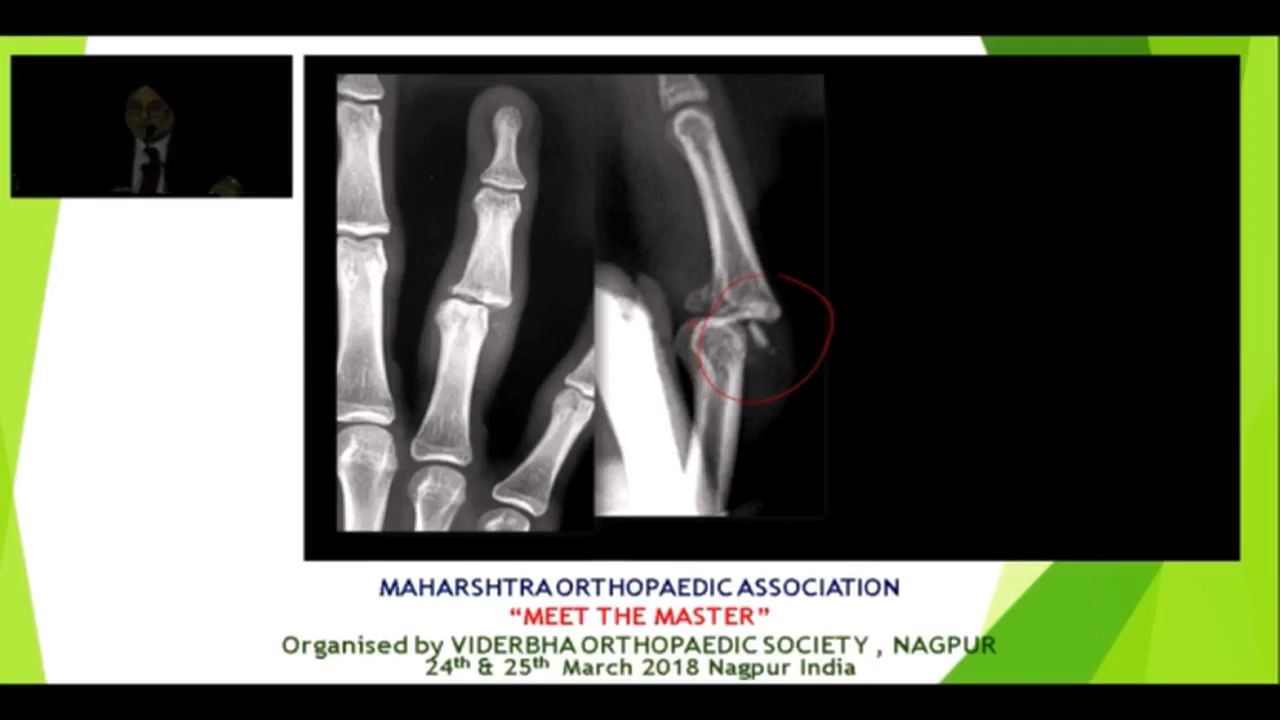 MAHARSHTRA ORTHOPAEDIC ASSOCIATION
“MEET THE MASTER”
Organised by VIDERBHA ORTHOPAEDIC SOCIETY , NAGPUR
24th & 25th March 2018 Nagpur India